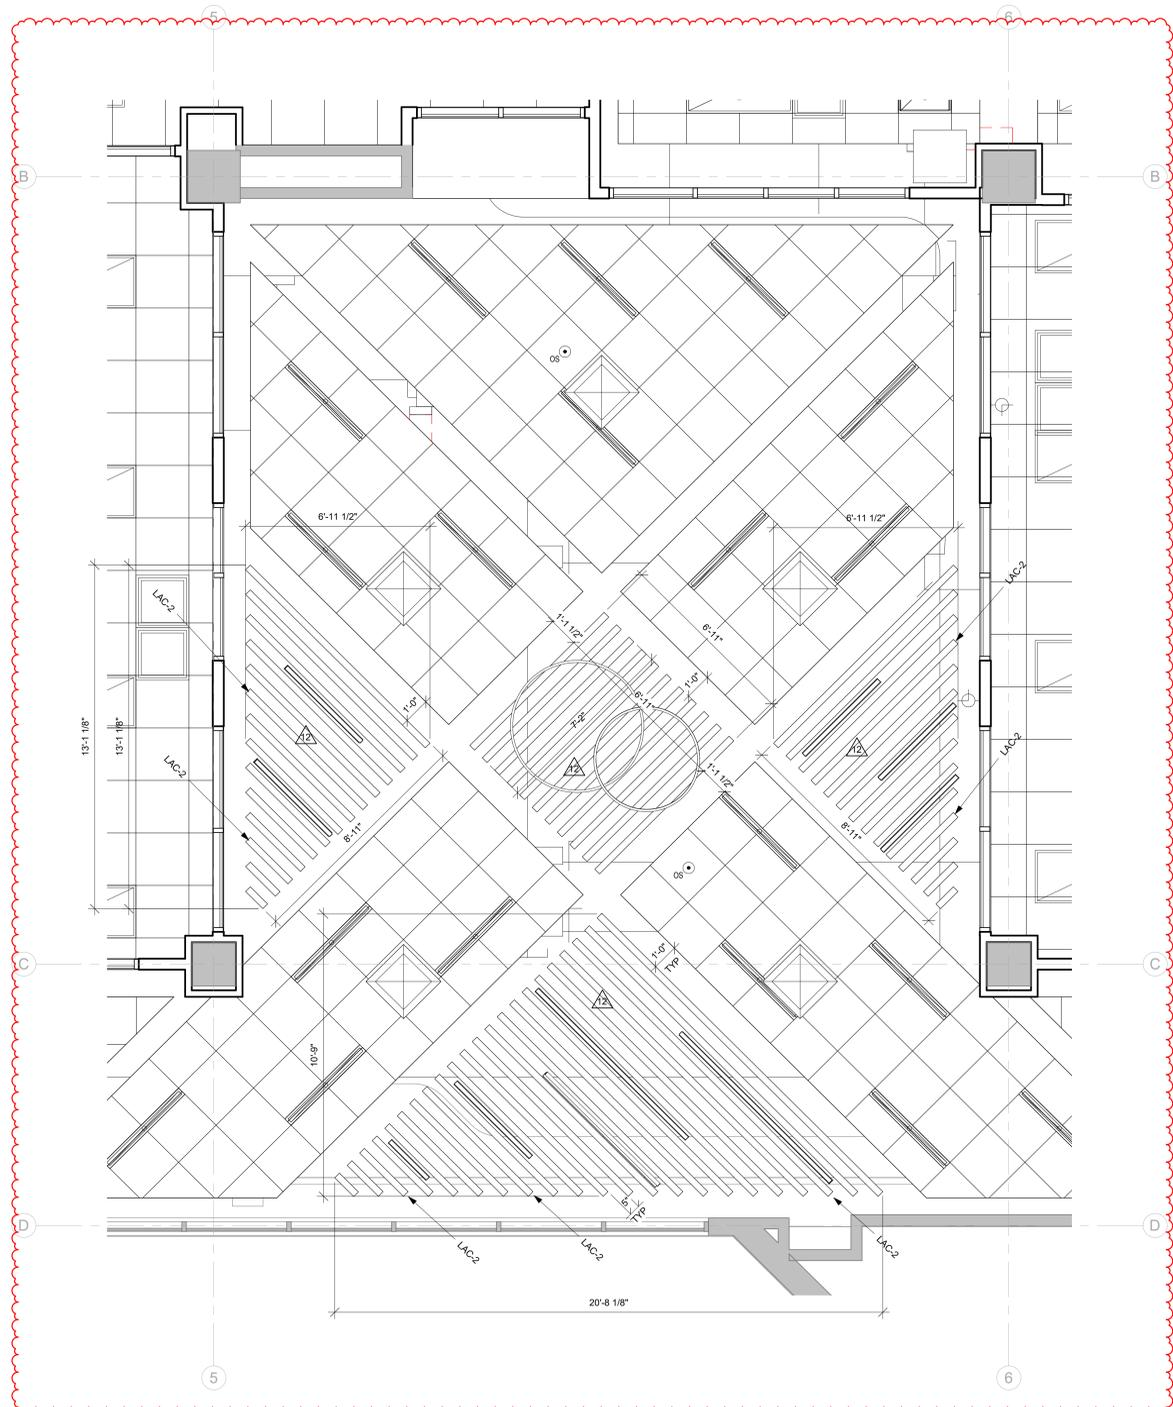 5
6
B
B
OS
6'-11 1/2"
6'-11 1/2"
LAC-2
LAC-2
1'-1 1/2"
6'-11"
1'-0"
6'-11"
1'-0"
7'-2"
13'-1 1/8"
13'-1 1/8"
12
12
12
LAC-2
LAC-2
1'-1 1/2"
8'-11"
8'-11"
OS
1'-0"
TYP
C
C
12
10'-9"
5"
TYP
D
D
LAC-2
LAC-2
LAC-2
20'-8 1/8"
5
6